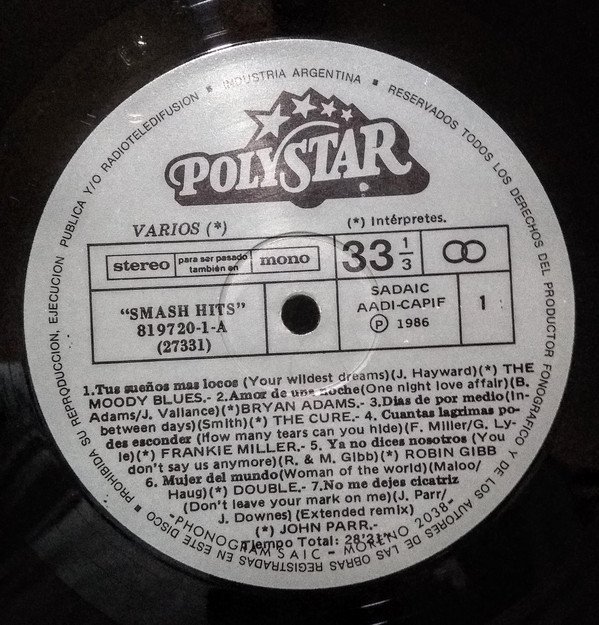 INDUSTRIA ARGENTINA ▪ RESERVADOS TODOS LOS DERECHOS DEL PRODUCTOR FONOGRAFICO Y DE LOS AUTORES DE LAS OBRAS REGISTRADAS EN ESTE DISCO ▪ PROHIBIDA SU REPRODUCCION, EJECUCION PUBLICA Y/O RADIOTELEDIFUSION ▪
POLYSTAR
VARIOS (*)
(*) Intérpretes.
stereo
para ser pasado
también en
mono
33 1/3
"SMASH HITS"
819720-1-A
(27331)
SADAIC
AADI-CAPIF
Ⓟ 1986
1
1.Tus sueños mas locos (Your wildest dreams)(J. Hayward)(*) THE
MOODY BLUES.- 2.Amor de una noche(One night love affair)(B.
Adams/J. Vallance)(*)BRYAN ADAMS.- 3.Dias de por medio(In-
between days)(Smith)(*) THE CURE.- 4. Cuantas lagrimas po-
des esconder (How many tears can you hide)(F. Miller/G. Ly-
le)(*) FRANKIE MILLER.- 5. Ya no dices nosotros (You
don't say us anymore)(R. & M. Gibb)(*) ROBIN GIBB
6. Mujer del mundo(Woman of the world)(Maloo/
Haug)(*) DOUBLE.- 7.No me dejes cicatriz
(Don't leave your mark on me)(J. Parr/
J. Downes)(Extended remix)
(*) JOHN PARR.-
Tiempo Total: 28'21"
-PHONOGRAM SAIC - MORENO 2038-